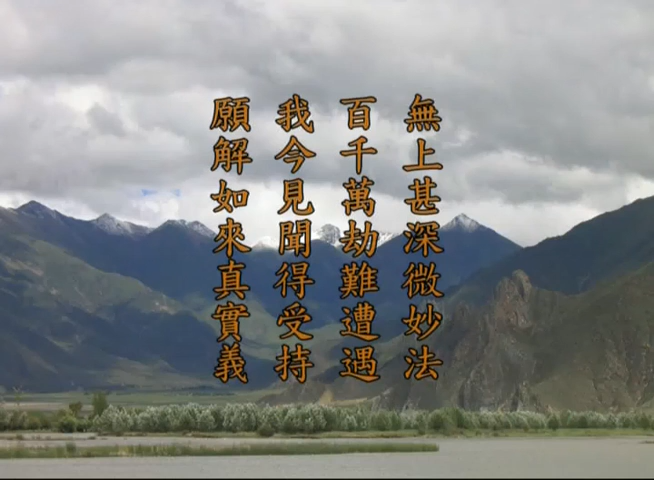 無上甚深微妙法
百千萬劫難遭遇
我今見聞得受持
願解如來真實義